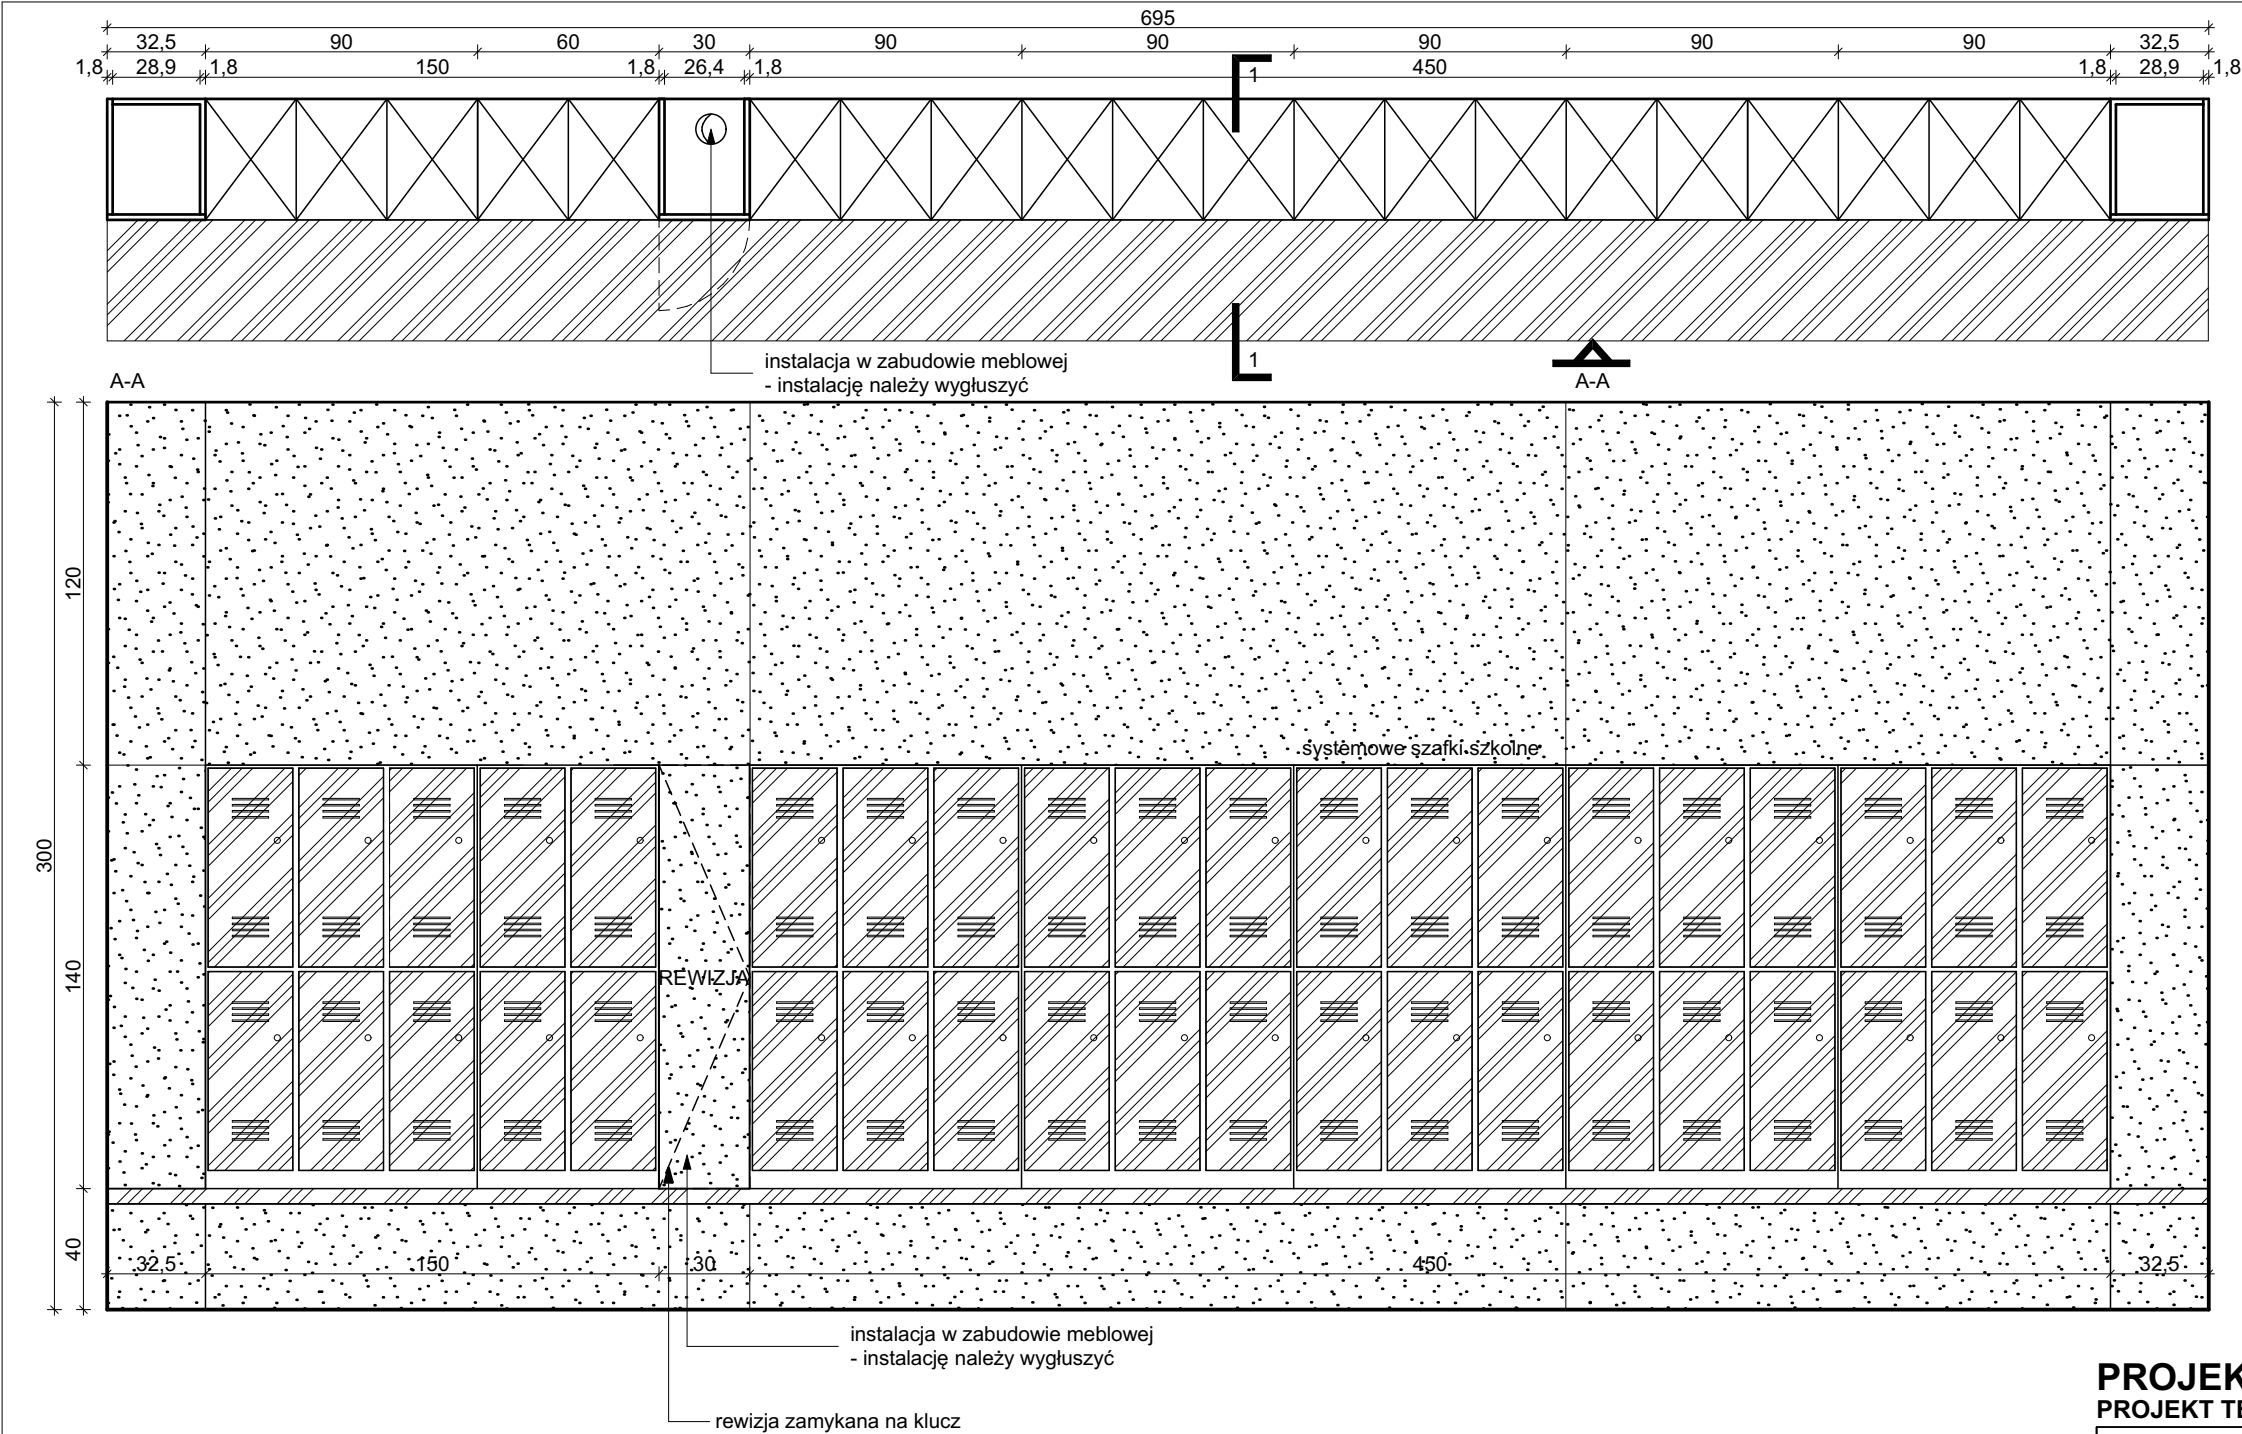 695
32,5 90 60 30 90 90 90 90 90 32,5
1,8 28,9 1,8 150 1,8 26,4 1,8 450 1,8 28,9 1,8
1
instalacja w zabudowie meblowej
- instalację należy wygłuszyć
1
A-A
A-A
120
systemowe szafki szkolne
300
140
REWIZJA
40
32,5 150 30 450 32,5
instalacja w zabudowie meblowej
- instalację należy wygłuszyć
rewizja zamykana na klucz
PROJEK
PROJEKT TE